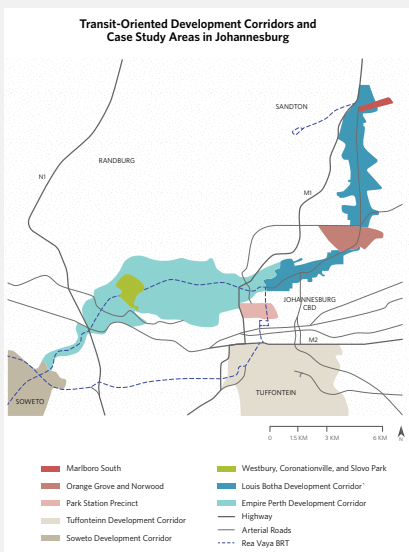 Transit-Oriented Development Corridors and
Case Study Areas in Johannesburg
SANDTON
RANDBURG
N1
M1
JOHANNESBURG
CBD
M2
TUFFONTEIN
SOWETO
0 1.5 KM 3 KM 6 KM
N
Marlboro South
Orange Grove and Norwood
Park Station Precinct
Tuffonteinn Development Corridor
Soweto Development Corridor
Westbury, Coronationville, and Slovo Park
Louis Botha Development Corridor
Empire Perth Development Corridor
Highway
Arterial Roads
Rea Vaya BRT